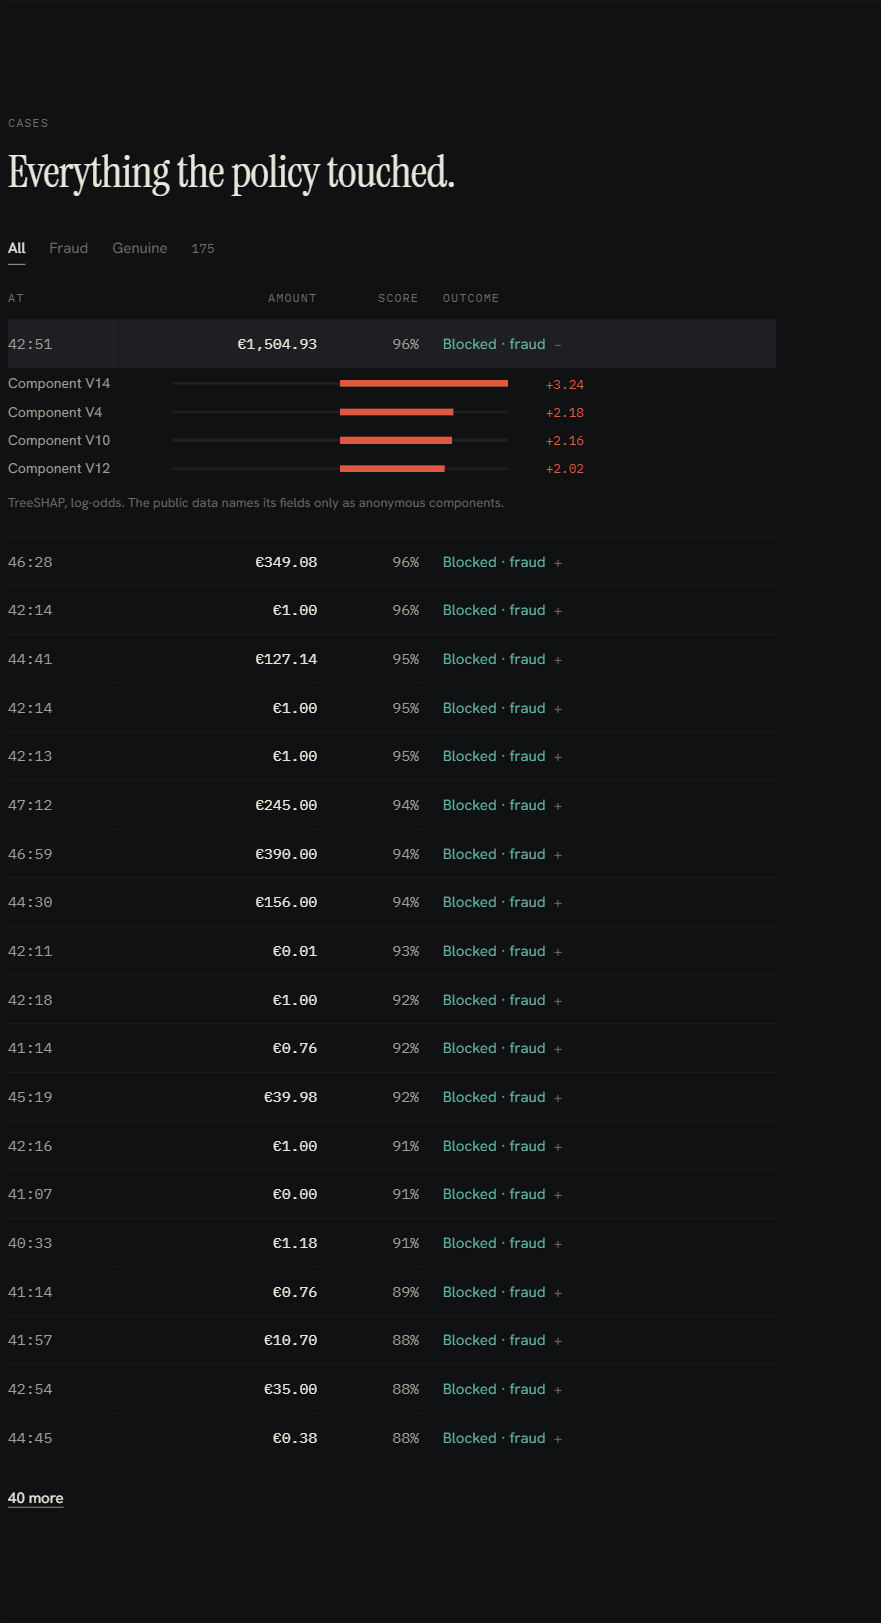 CASES
Everything the policy touched.
All Fraud Genuine 175
AT AMOUNT SCORE OUTCOME
42:51 €1,504.93 96% Blocked · fraud –
Component V14 +3.24
Component V4 +2.18
Component V10 +2.16
Component V12 +2.02
TreeSHAP, log-odds. The public data names its fields only as anonymous components.
46:28 €349.08 96% Blocked · fraud +
42:14 €1.00 96% Blocked · fraud +
44:41 €127.14 95% Blocked · fraud +
42:14 €1.00 95% Blocked · fraud +
42:13 €1.00 95% Blocked · fraud +
47:12 €245.00 94% Blocked · fraud +
46:59 €390.00 94% Blocked · fraud +
44:30 €156.00 94% Blocked · fraud +
42:11 €0.01 93% Blocked · fraud +
42:18 €1.00 92% Blocked · fraud +
41:14 €0.76 92% Blocked · fraud +
45:19 €39.98 92% Blocked · fraud +
42:16 €1.00 91% Blocked · fraud +
41:07 €0.00 91% Blocked · fraud +
40:33 €1.18 91% Blocked · fraud +
41:14 €0.76 89% Blocked · fraud +
41:57 €10.70 88% Blocked · fraud +
42:54 €35.00 88% Blocked · fraud +
44:45 €0.38 88% Blocked · fraud +
40 more